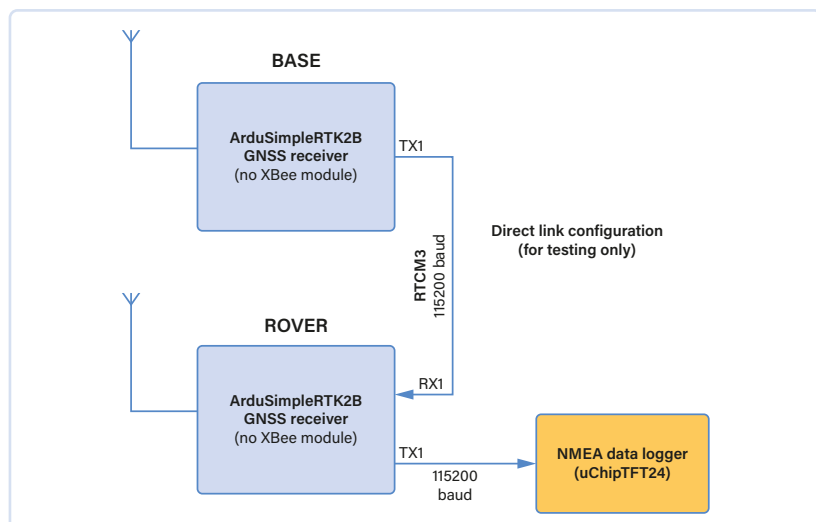 BASE
ArduSimpleRTK2B
GNSS receiver
(no XBee module)
TX1
RTCM3
115200 baud
Direct link configuration
(for testing only)
ROVER
RX1
ArduSimpleRTK2B
GNSS receiver
(no XBee module)
TX1
115200
baud
NMEA data logger
(uChipTFT24)